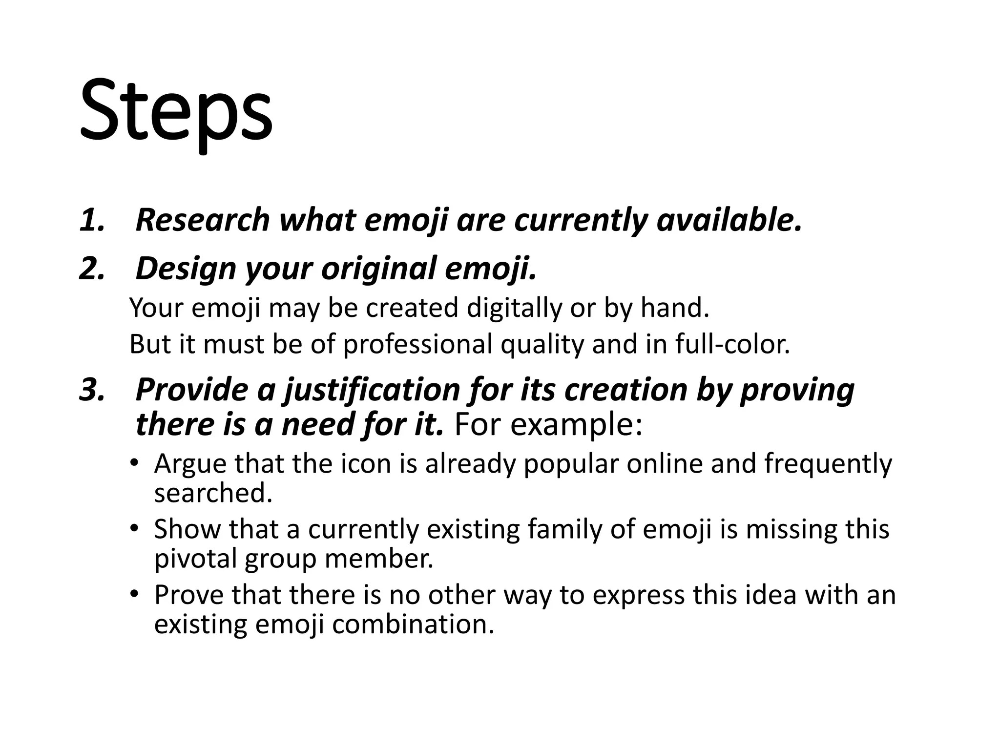 Steps
1. Research what emoji are currently available.
2. Design your original emoji.
Your emoji may be created digitally or by hand.
But it must be of professional quality and in full-color.
3. Provide a justification for its creation by proving
there is a need for it. For example:
• Argue that the icon is already popular online and frequently
searched.
• Show that a currently existing family of emoji is missing this
pivotal group member.
• Prove that there is no other way to express this idea with an
existing emoji combination.